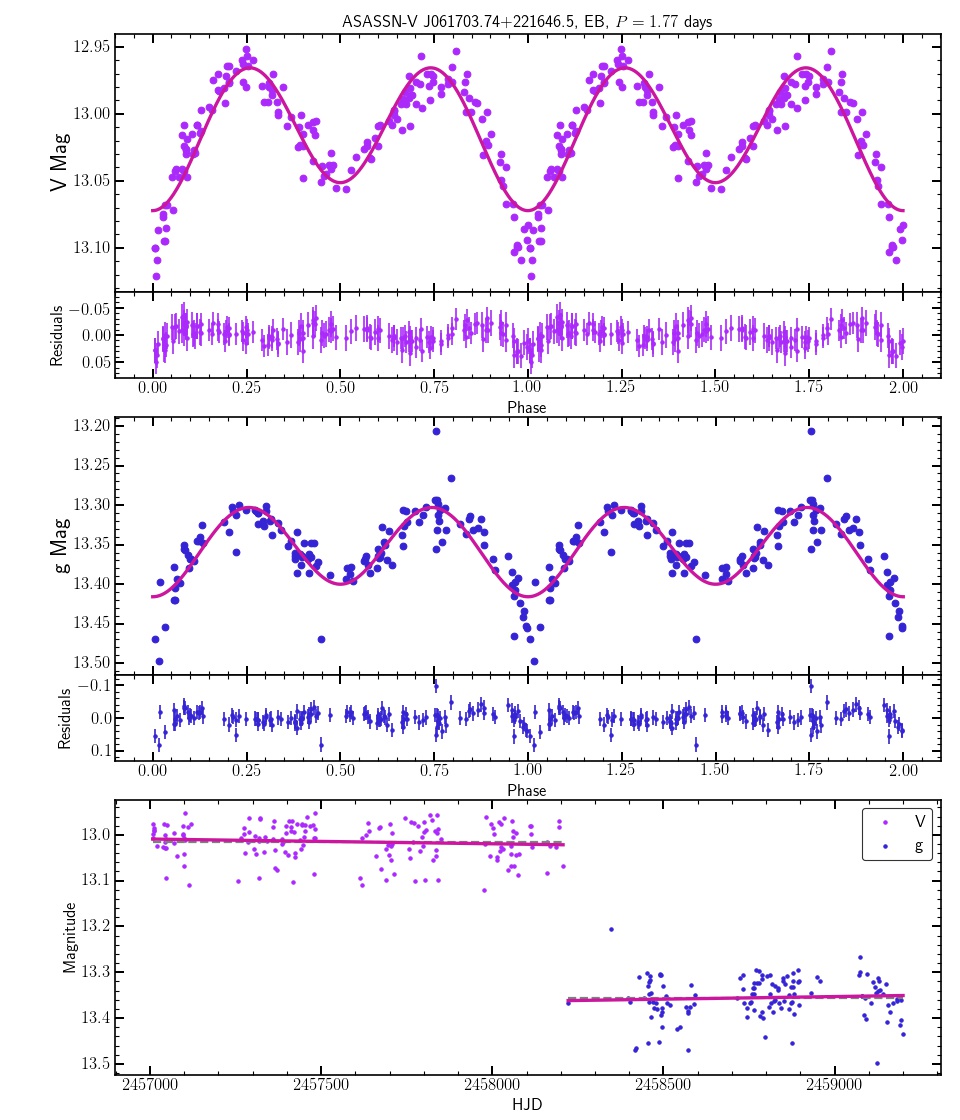 ASASSN-V J061703.74+221646.5, EB, P = 1.77 days
12.95
13.00
13.05
13.10
V Mag
−0.05
0.00
0.05
Residuals
0.00 0.25 0.50 0.75 1.00 1.25 1.50 1.75 2.00
Phase
13.20
13.25
13.30
13.35
13.40
13.45
13.50
g Mag
−0.1
0.0
0.1
Residuals
0.00 0.25 0.50 0.75 1.00 1.25 1.50 1.75 2.00
Phase
V
g
13.0
13.1
13.2
13.3
13.4
13.5
Magnitude
2457000 2457500 2458000 2458500 2459000
HJD